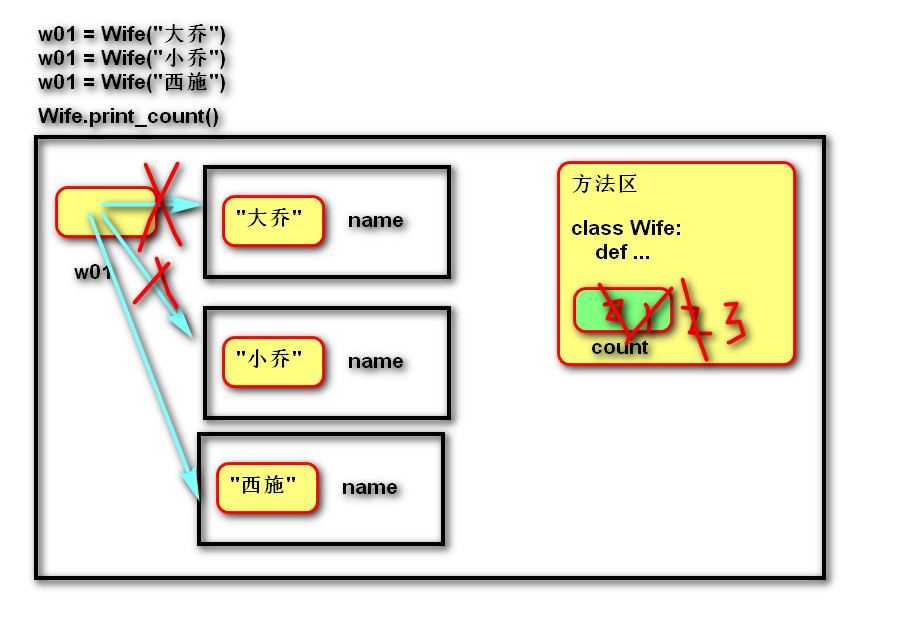 w01 = Wife("大乔")
w01 = Wife("小乔")
w01 = Wife("西施")
Wife.print_count()
"大乔"
name
w01
"小乔"
name
"西施"
name
方法区
class Wife:
def ...
1 2 3
count